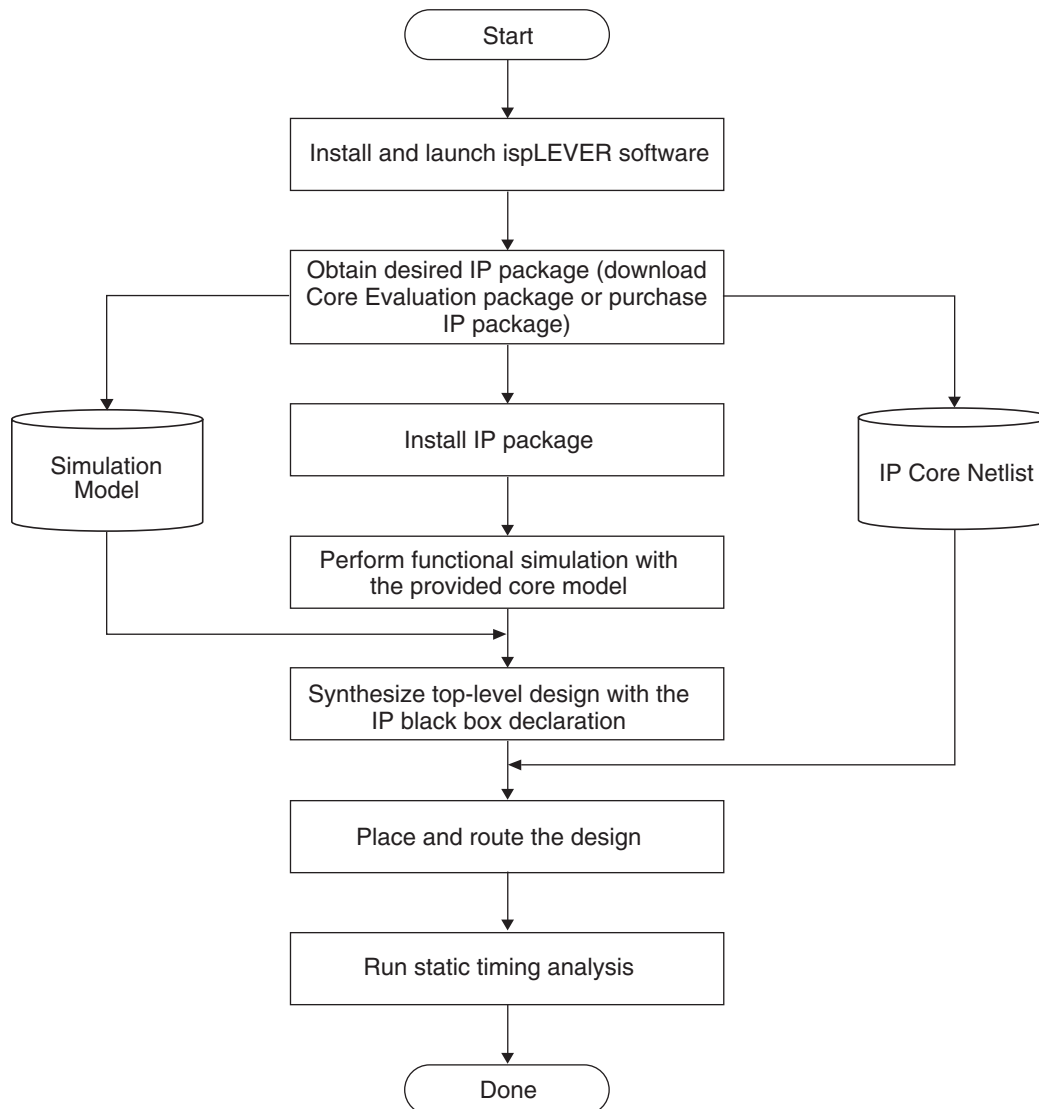 Start
Install and launch ispLEVER software
Obtain desired IP package (download
Core Evaluation package or purchase
IP package)
Simulation
Model
Install IP package
IP Core Netlist
Perform functional simulation with
the provided core model
Synthesize top-level design with the
IP black box declaration
Place and route the design
Run static timing analysis
Done